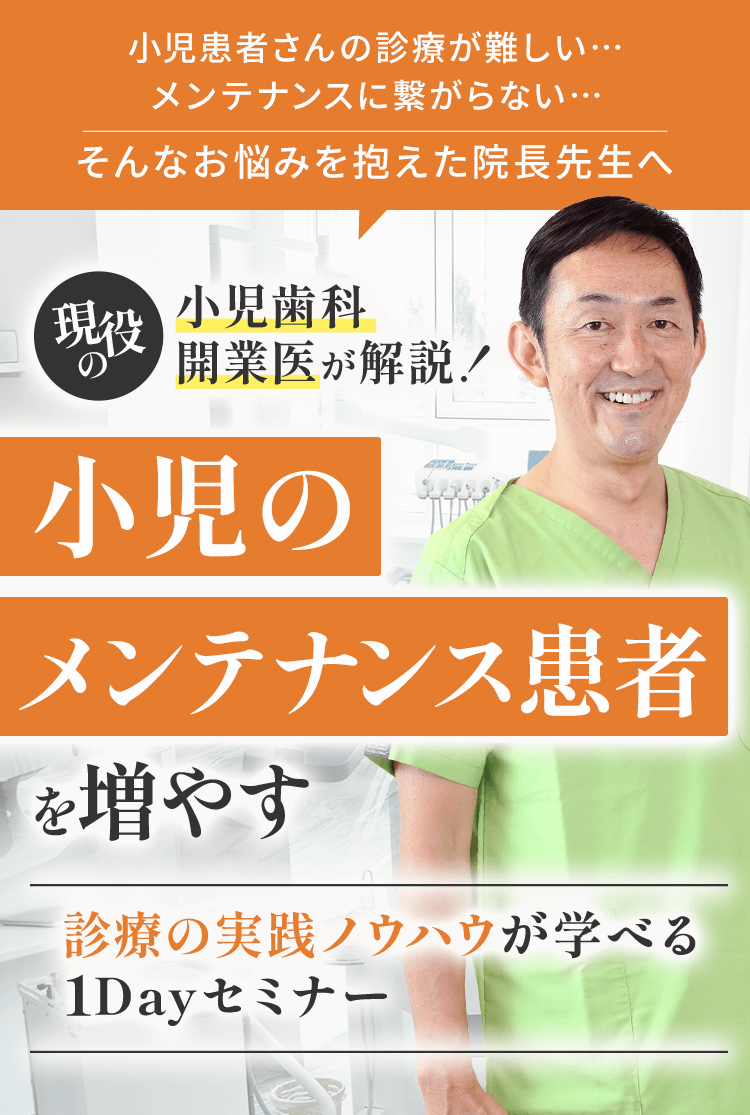 小児患者さんの診療が難しい…
メンテナンスに繋がらない…
そんなお悩みを抱えた院長先生へ
現役の
小児歯科
開業医が解説！
小児の
メンテナンス患者
を増やす
診療の実践ノウハウが学べる
1Dayセミナー